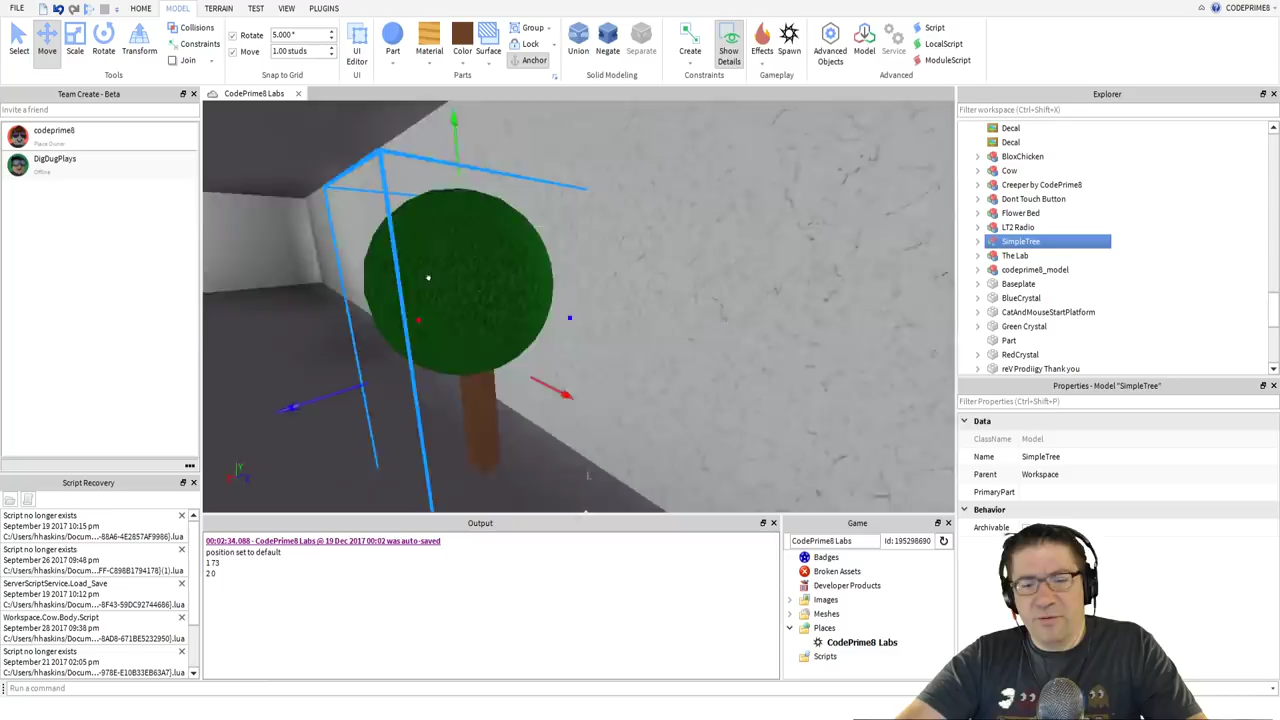 FILE HOME MODEL TERRAIN TEST VIEW PLUGINS CODEPRIME8
Select Move Scale Rotate Transform
Collisions
Constraints
Join
Tools
Rotate 5.000°
Move 1.00 studs
Snap to Grid
UI
Editor
UI
Part Material Color Surface
Group
Lock
Anchor
Parts
Union Negate Separate
Solid Modeling
Create Show
Details
Constraints
Effects Spawn
Gameplay
Advanced
Objects
Model Service
Script
LocalScript
ModuleScript
Advanced
Team Create - Beta
Invite a friend
codeprime8
Place Owner
DigDugPlays
Offline
CodePrime8 Labs
Explorer
Filter workspace (Ctrl+Shift+X)
Decal
Decal
BloxChicken
Cow
Creeper by CodePrime8
Dont Touch Button
Flower Bed
LT2 Radio
SimpleTree
The Lab
codeprime8_model
Baseplate
BlueCrystal
CatAndMouseStartPlatform
Green Crystal
Part
RedCrystal
reV Prodiigy Thank you
Properties - Model "SimpleTree"
Filter Properties (Ctrl+Shift+P)
Data
ClassName Model
Name SimpleTree
Parent Workspace
PrimaryPart
Behavior
Archivable
Script Recovery
Script no longer exists
September 19 2017 10:15 pm
C:/Users/hhaskins/Docum...-88A6-4E2857AF9986}.lua
Script no longer exists
September 26 2017 09:48 pm
C:/Users/hhaskins/Docu...FF-C898B1794178}(1).lua
ServerScriptService.Load_Save
September 19 2017 10:12 pm
C:/Users/hhaskins/Docu...-8F43-59DC92744686}.lua
Workspace.Cow.Body.Script
September 28 2017 09:38 pm
C:/Users/hhaskins/Docum...-8AD8-671BE5232950}.lua
Script no longer exists
September 21 2017 02:05 pm
C:/Users/hhaskins/Docum...-978E-E10B33EB63A7}.lua
Output
00:02:34.088 - CodePrime8 Labs @ 19 Dec 2017 00:02 was auto-saved
position set to default
1 73
2 0
Game
CodePrime8 Labs Id: 195298690
Badges
Broken Assets
Developer Products
Images
Meshes
Places
CodePrime8 Labs
Scripts
Run a command